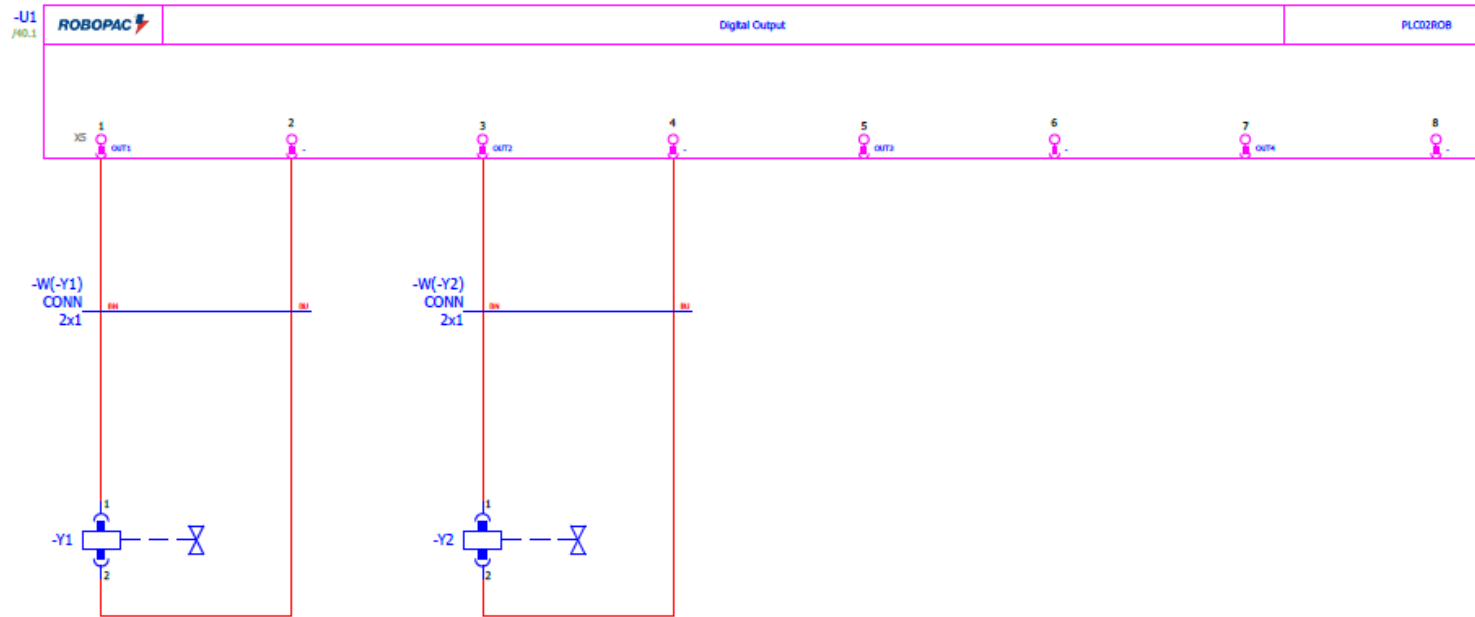 -U1
/40.1
ROBOPAC
Digital Output
PLC02ROB
X5
1
OUT1
2
-
3
OUT2
4
-
5
OUT3
6
-
7
OUT4
8
-
-W(-Y1)
CONN
2x1
BN
BU
-W(-Y2)
CONN
2x1
BN
BU
1
-Y1
2
1
-Y2
2